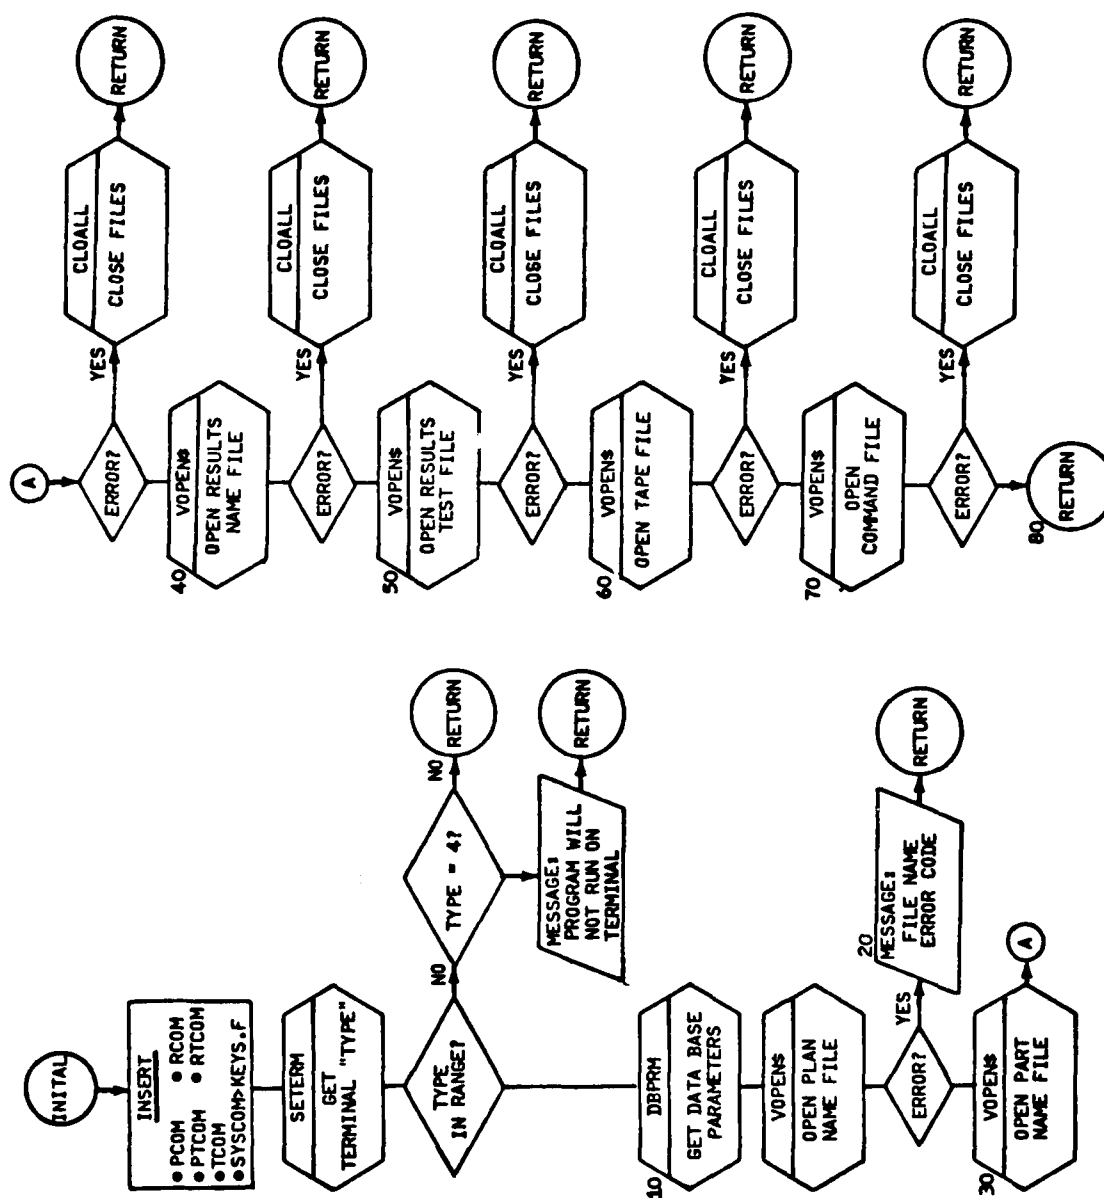 INITAL
INSERT
● PCOM ● RCOM
● PTCOM ● RTCOM
● TCOM
● SYSCOM>KEYS.F
SETERM
GET
TERMINAL "TYPE"
TYPE
IN RANGE?
NO
TYPE = 4?
NO
RETURN
MESSAGE:
PROGRAM WILL
NOT RUN ON
TERMINAL
RETURN
10
DBPRM
GET DATA BASE
PARAMETERS
VOPEN$
OPEN PLAN
NAME FILE
ERROR?
YES
20
MESSAGE:
FILE NAME
ERROR CODE
RETURN
30
VOPEN$
OPEN PART
NAME FILE
A
A
ERROR?
YES
CLOALL
CLOSE FILES
RETURN
40
VOPEN$
OPEN RESULTS
NAME FILE
ERROR?
YES
CLOALL
CLOSE FILES
RETURN
50
VOPEN$
OPEN RESULTS
TEST FILE
ERROR?
YES
CLOALL
CLOSE FILES
RETURN
60
VOPEN$
OPEN TAPE FILE
ERROR?
YES
CLOALL
CLOSE FILES
RETURN
70
VOPEN$
OPEN
COMMAND FILE
ERROR?
YES
CLOALL
CLOSE FILES
RETURN
80
RETURN